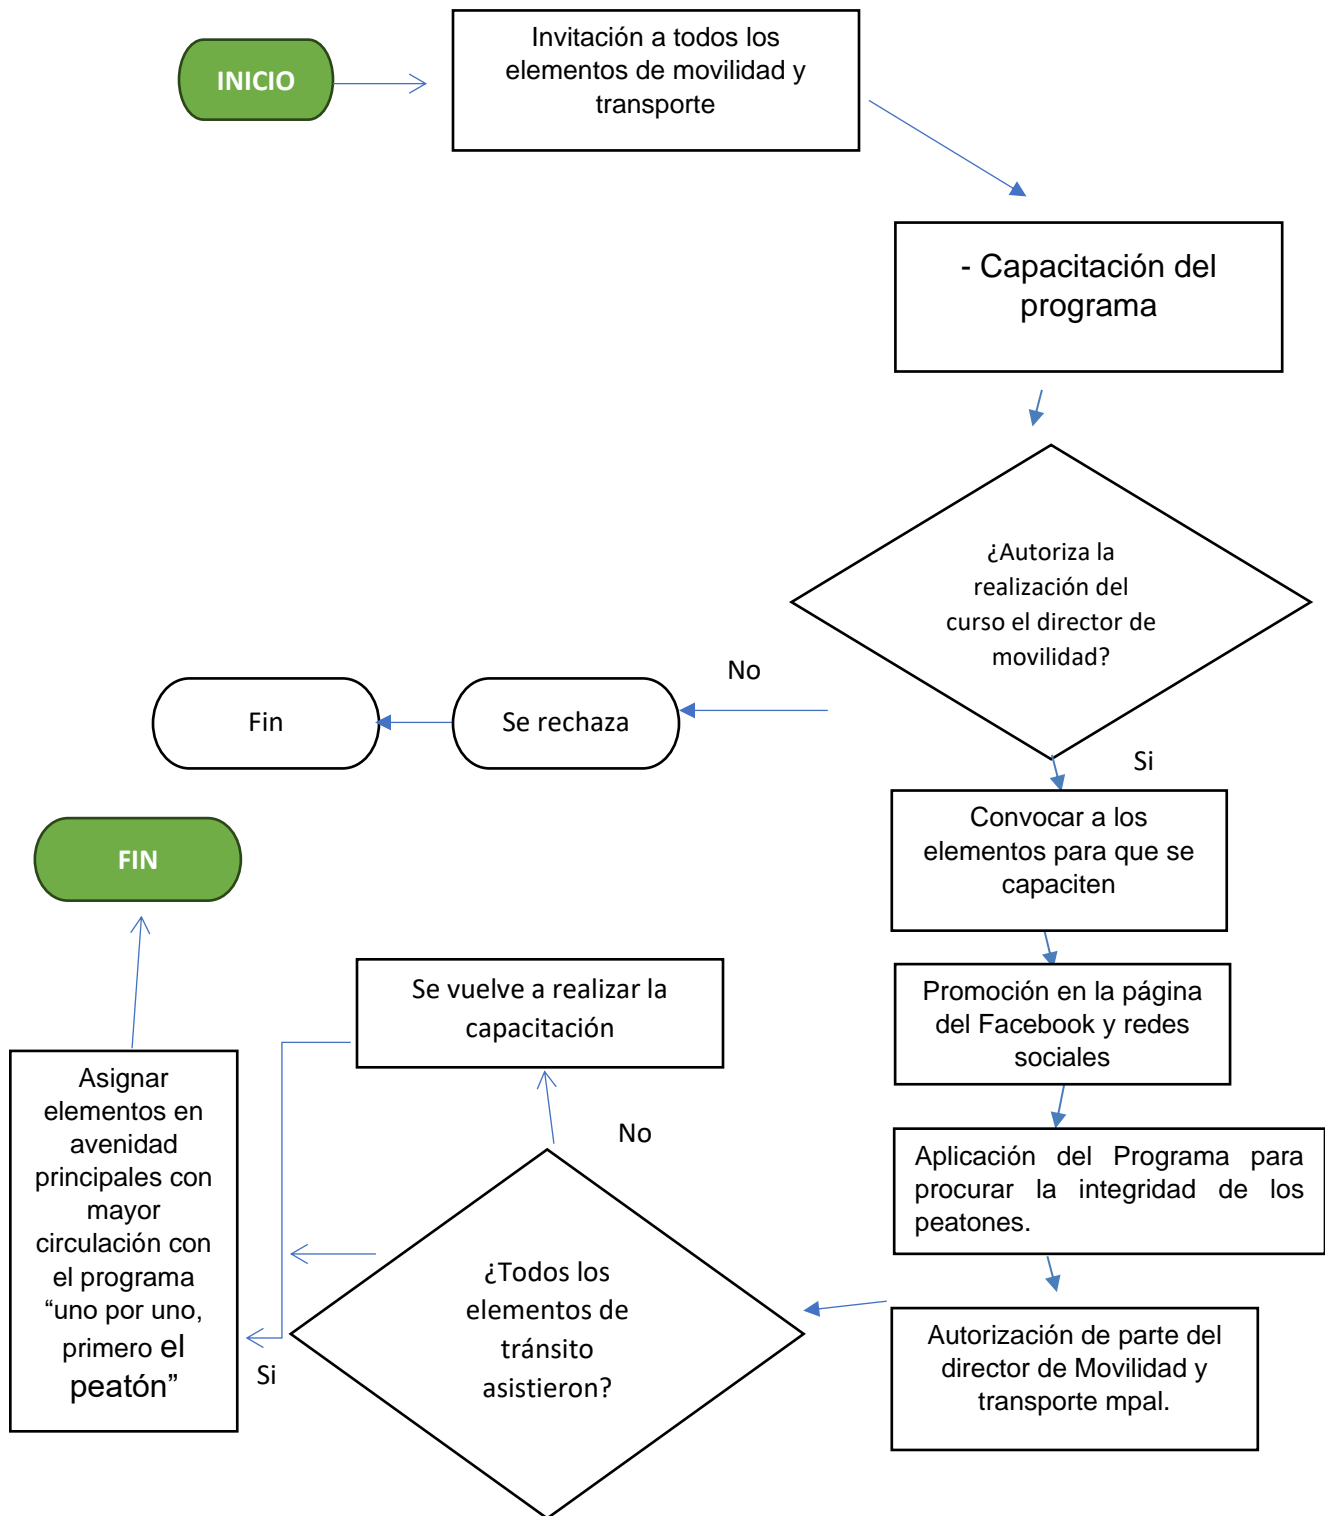 INICIO
Invitación a todos los
elementos de movilidad y
transporte
- Capacitación del
programa
¿Autoriza la
realización del
curso el director de
movilidad?
No
Se rechaza
Fin
Si
Convocar a los
elementos para que se
capaciten
Promoción en la página
del Facebook y redes
sociales
Aplicación del Programa para
procurar la integridad de los
peatones.
Autorización de parte del
director de Movilidad y
transporte mpal.
¿Todos los
elementos de
tránsito
asistieron?
No
Se vuelve a realizar la
capacitación
Si
Asignar
elementos en
avenidad
principales con
mayor
circulación con
el programa
“uno por uno,
primero el
peatón”
FIN